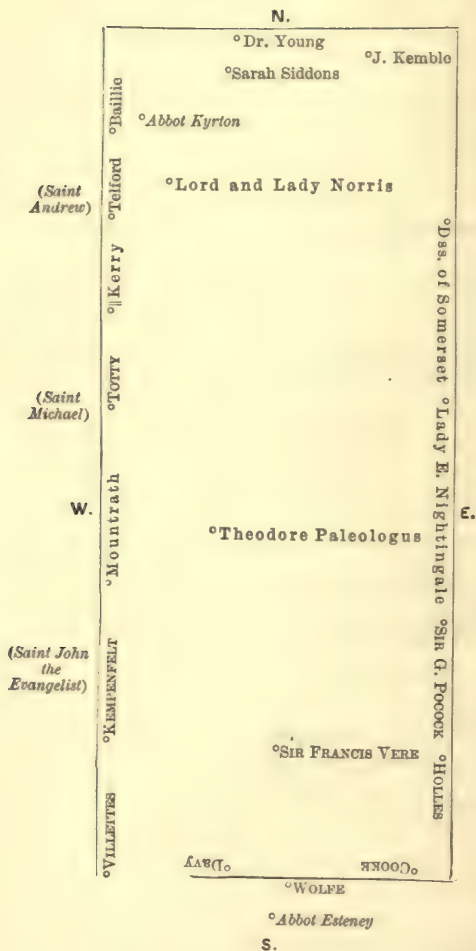 N.
°Dr. Young
°J. Kemble
°Sarah Siddons
°Baillie
°Abbot Kyrton
°Telford
(Saint
Andrew)
°Lord and Lady Norris
°||Kerry
°Dss. of Somerset
°TOTTY
(Saint
Michael)
°Lady E. Nightingale
W.
E.
°Mountrath
°Theodore Paleologus
(Saint John
the
Evangelist)
°KEMPENFELT
°SIR G. POCOCK
°SIR FRANCIS VERE
°HOLLES
°VILLETTES
°DAVY
°COOKE
°WOLFE
°Abbot Esteney
S.